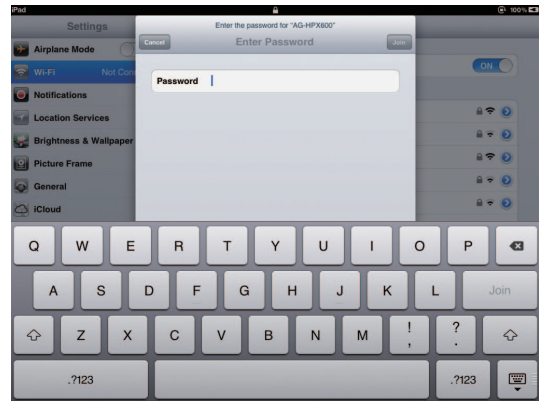 iPad 100%
Enter the password for "AG-HPX600"
Settings
Cancel Enter Password Join
Airplane Mode
Wi-Fi Not Con
ON
Password
Notifications
Location Services
Brightness & Wallpaper
Picture Frame
General
iCloud
Q W E R T Y U I O P
A S D F G H J K L Join
Z X C V B N M ! , ? .
.?123 .?123